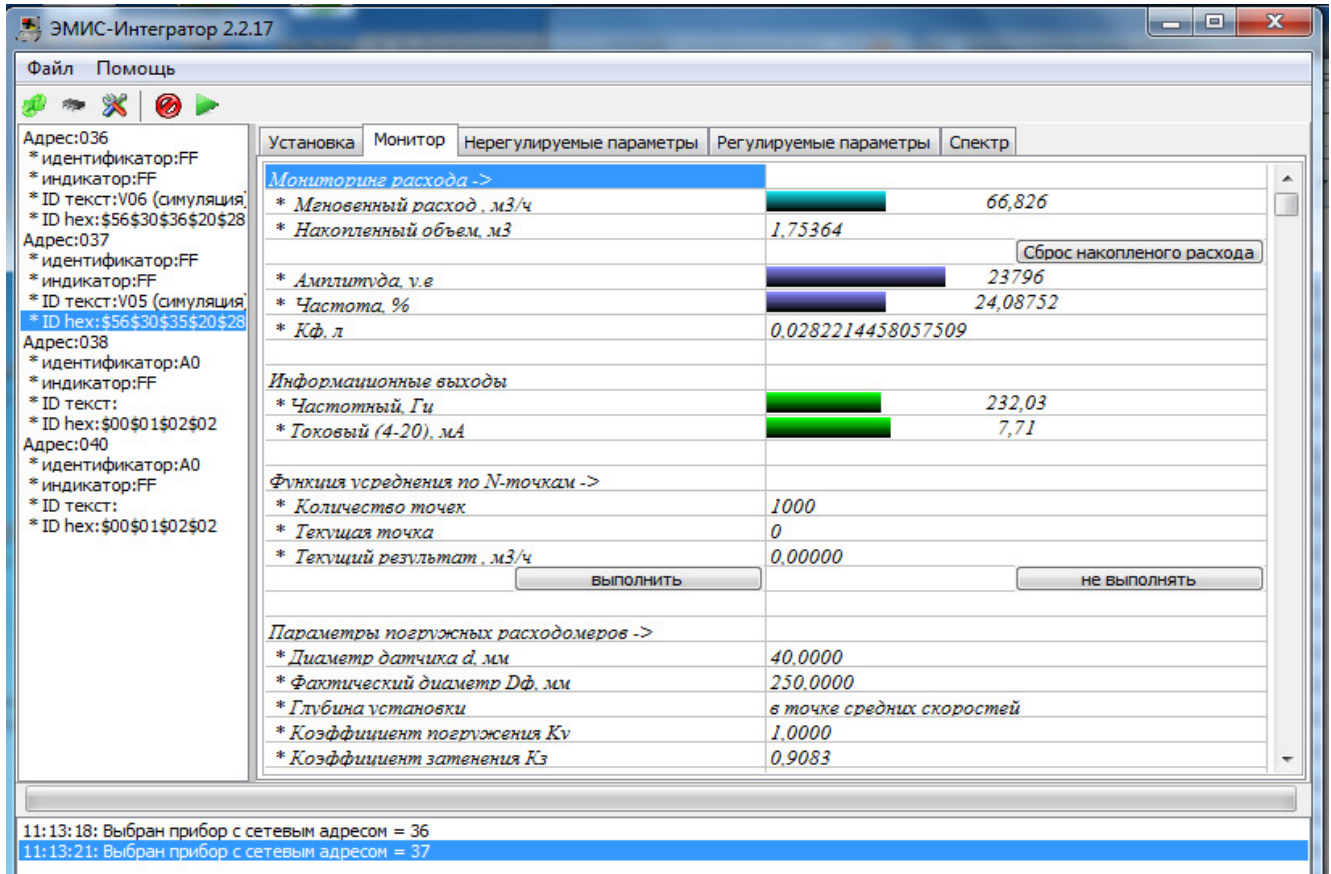 ЭМИС-Интегратор 2.2.17
Файл Помощь
Адрес:036
* идентификатор:FF
* индикатор:FF
* ID текст:V06 (симуляция)
* ID hex:$56$30$36$20$28
Адрес:037
* идентификатор:FF
* индикатор:FF
* ID текст:V05 (симуляция)
* ID hex:$56$30$35$20$28
Адрес:038
* идентификатор:A0
* индикатор:FF
* ID текст:
* ID hex:$00$01$02$02
Адрес:040
* идентификатор:A0
* индикатор:FF
* ID текст:
* ID hex:$00$01$02$02
Установка Монитор Нерегулируемые параметры Регулируемые параметры Спектр
Мониторинг расхода ->
* Мгновенный расход , м3/ч 66,826
* Накопленный объем, м3 1,75364
Сброс накопленого расхода
* Амплитуда, у.е 23796
* Частота, % 24,08752
* Кф, л 0,0282214458057509
Информационные выходы
* Частотный, Гц 232,03
* Токовый (4-20), мА 7,71
Функция усреднения по N-точкам ->
* Количество точек 1000
* Текущая точка 0
* Текущий результат , м3/ч 0,00000
выполнить не выполнять
Параметры погружных расходомеров ->
* Диаметр датчика d, мм 40,0000
* Фактический диаметр Dф, мм 250,0000
* Глубина установки в точке средних скоростей
* Коэффициент погружения Kv 1,0000
* Коэффициент затенения Кз 0,9083
11:13:18: Выбран прибор с сетевым адресом = 36
11:13:21: Выбран прибор с сетевым адресом = 37